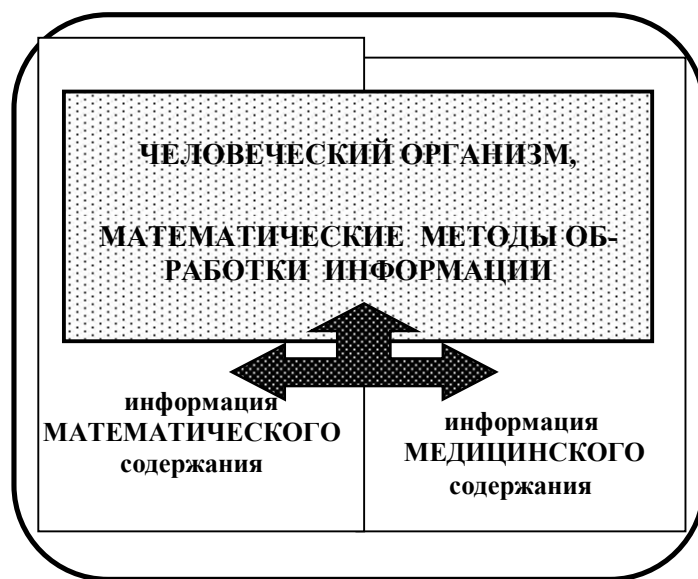 ЧЕЛОВЕЧЕСКИЙ ОРГАНИЗМ,
МАТЕМАТИЧЕСКИЕ МЕТОДЫ ОБ-
РАБОТКИ ИНФОРМАЦИИ
информация
МАТЕМАТИЧЕСКОГО
содержания
информация
МЕДИЦИНСКОГО
содержания